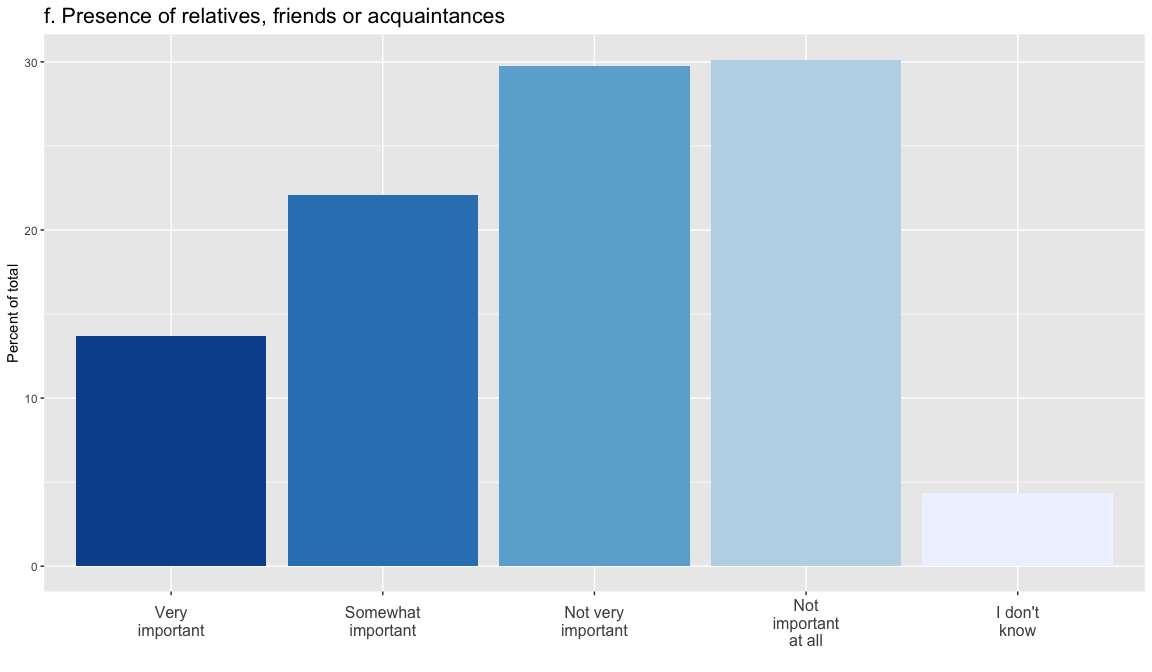 f. Presence of relatives, friends or acquaintances
Percent of total
30
20
10
0
Very
important
Somewhat
important
Not very
important
Not
important
at all
I don't
know